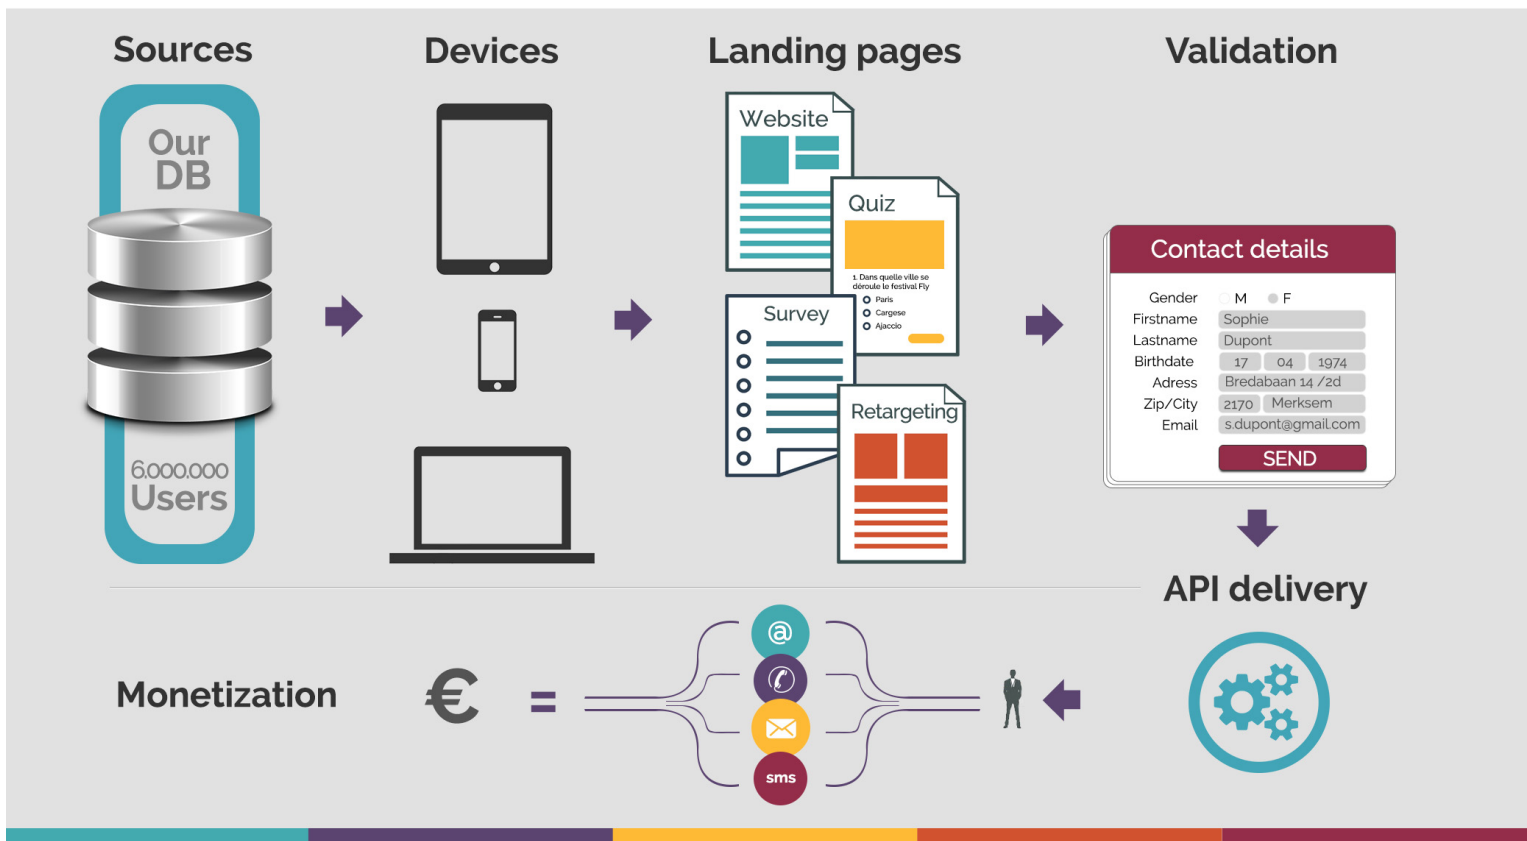 Sources
Our
DB
6.000.000
Users
Devices
Landing pages
Website
Quiz
1. Dans quelle ville se
déroule le festival Fly
Paris
Cargese
Ajaccio
Survey
Retargeting
Validation
Contact details
Gender M F
Firstname Sophie
Lastname Dupont
Birthdate 17 04 1974
Adress Bredabaan 14 /2d
Zip/City 2170 Merksem
Email s.dupont@gmail.com
SEND
API delivery
Monetization € =
@
sms